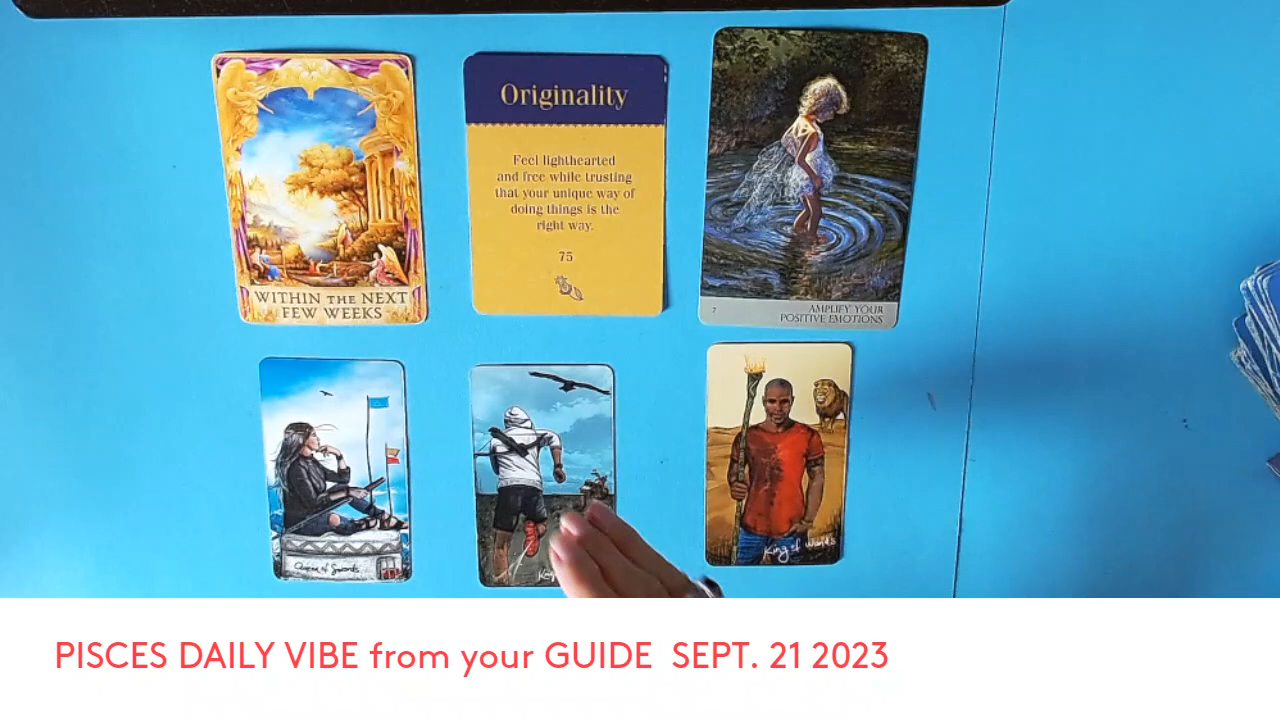 Originality
Feel lighthearted
and free while trusting
that your unique way of
doing things is the
right way.
75
WITHIN THE NEXT
FEW WEEKS
7
AMPLIFY YOUR
POSITIVE EMOTIONS
Queen of Swords
King of Wands
PISCES DAILY VIBE from your GUIDE SEPT. 21 2023